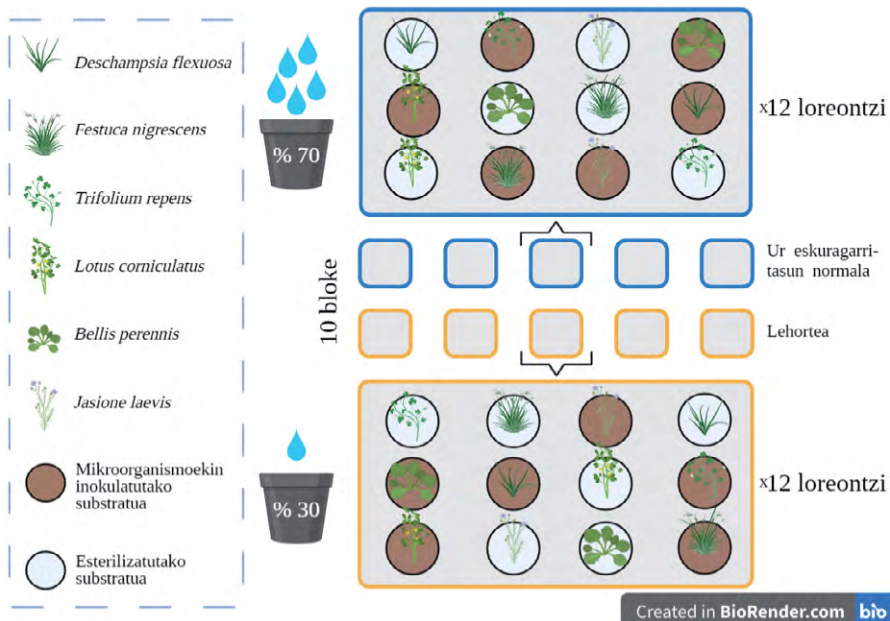 Deschampsia flexuosa
Festuca nigrescens
Trifolium repens
Lotus corniculatus
Bellis perennis
Jasione laevis
Mikroorganismoekin
inokulatutako
substratua
Esterilizatutako
substratua
% 70
x12 loreontzi
10 bloke
Ur eskuragarri-
tasun normala
Lehortea
% 30
x12 loreontzi
Created in BioRender.com bio